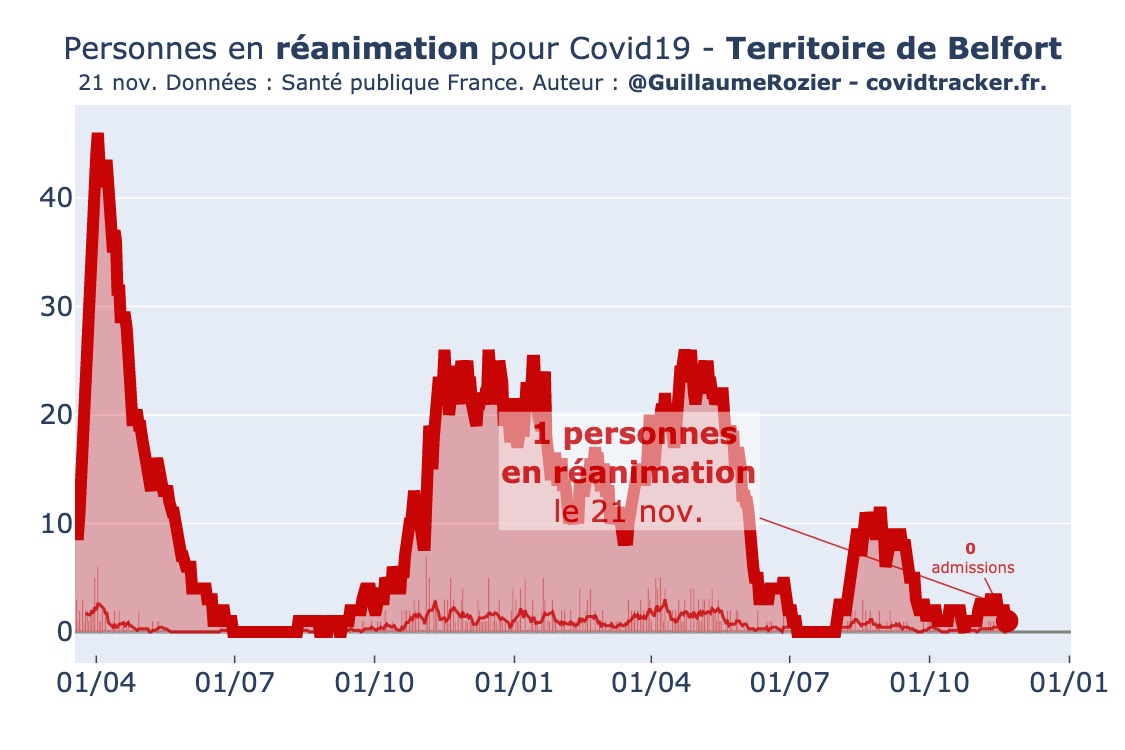 Personnes en réanimation pour Covid19 - Territoire de Belfort
21 nov. Données : Santé publique France. Auteur : @GuillaumeRozier - covidtracker.fr.
40
30
20
10
0
1 personnes
en réanimation
le 21 nov.
0
admissions
01/04
01/07
01/10
01/01
01/04
01/07
01/10
01/01